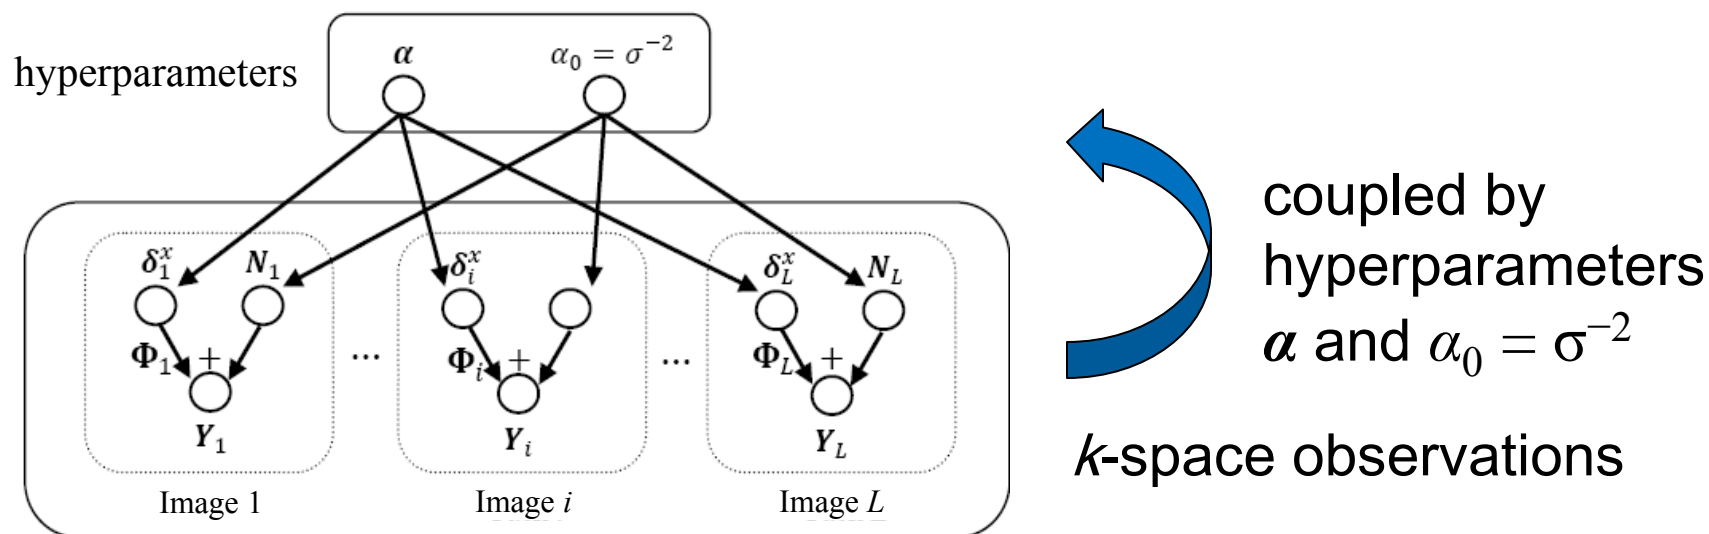 hyperparameters
α
α₀ = σ⁻²
δ₁ˣ N₁
δᵢˣ
δ_Lˣ N_L
Φ₁ +
...
Φᵢ +
...
Φ_L +
Y₁
Yᵢ
Y_L
Image 1
Image i
Image L
coupled by
hyperparameters
α and α₀ = σ⁻²
k-space observations